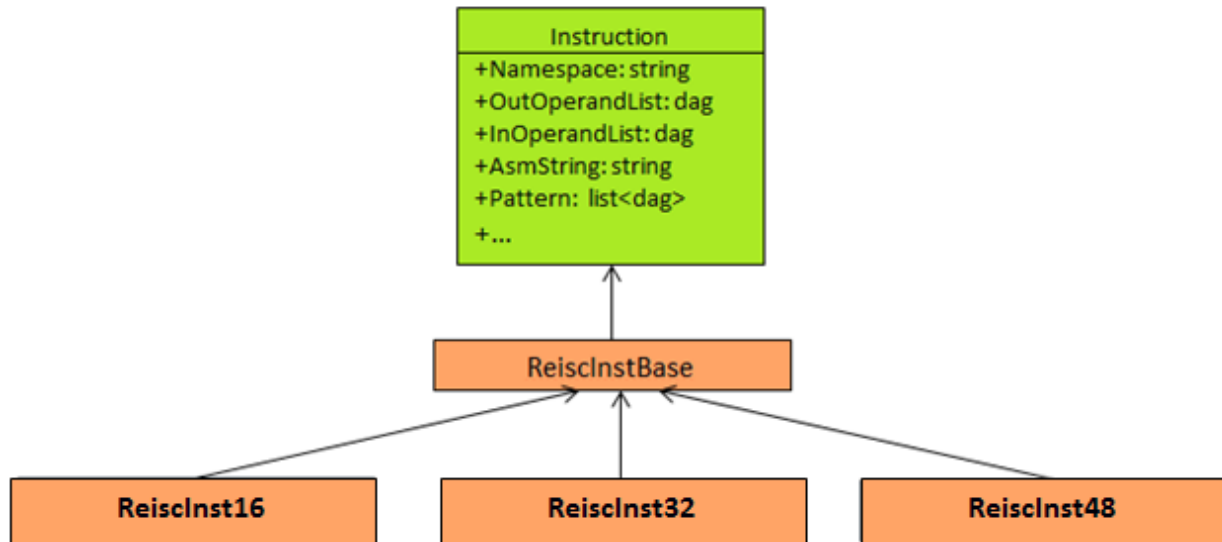 Instruction
+Namespace: string
+OutOperandList: dag
+InOperandList: dag
+AsmString: string
+Pattern: list<dag>
+...
ReiscInstBase
ReiscInst16
ReiscInst32
ReiscInst48